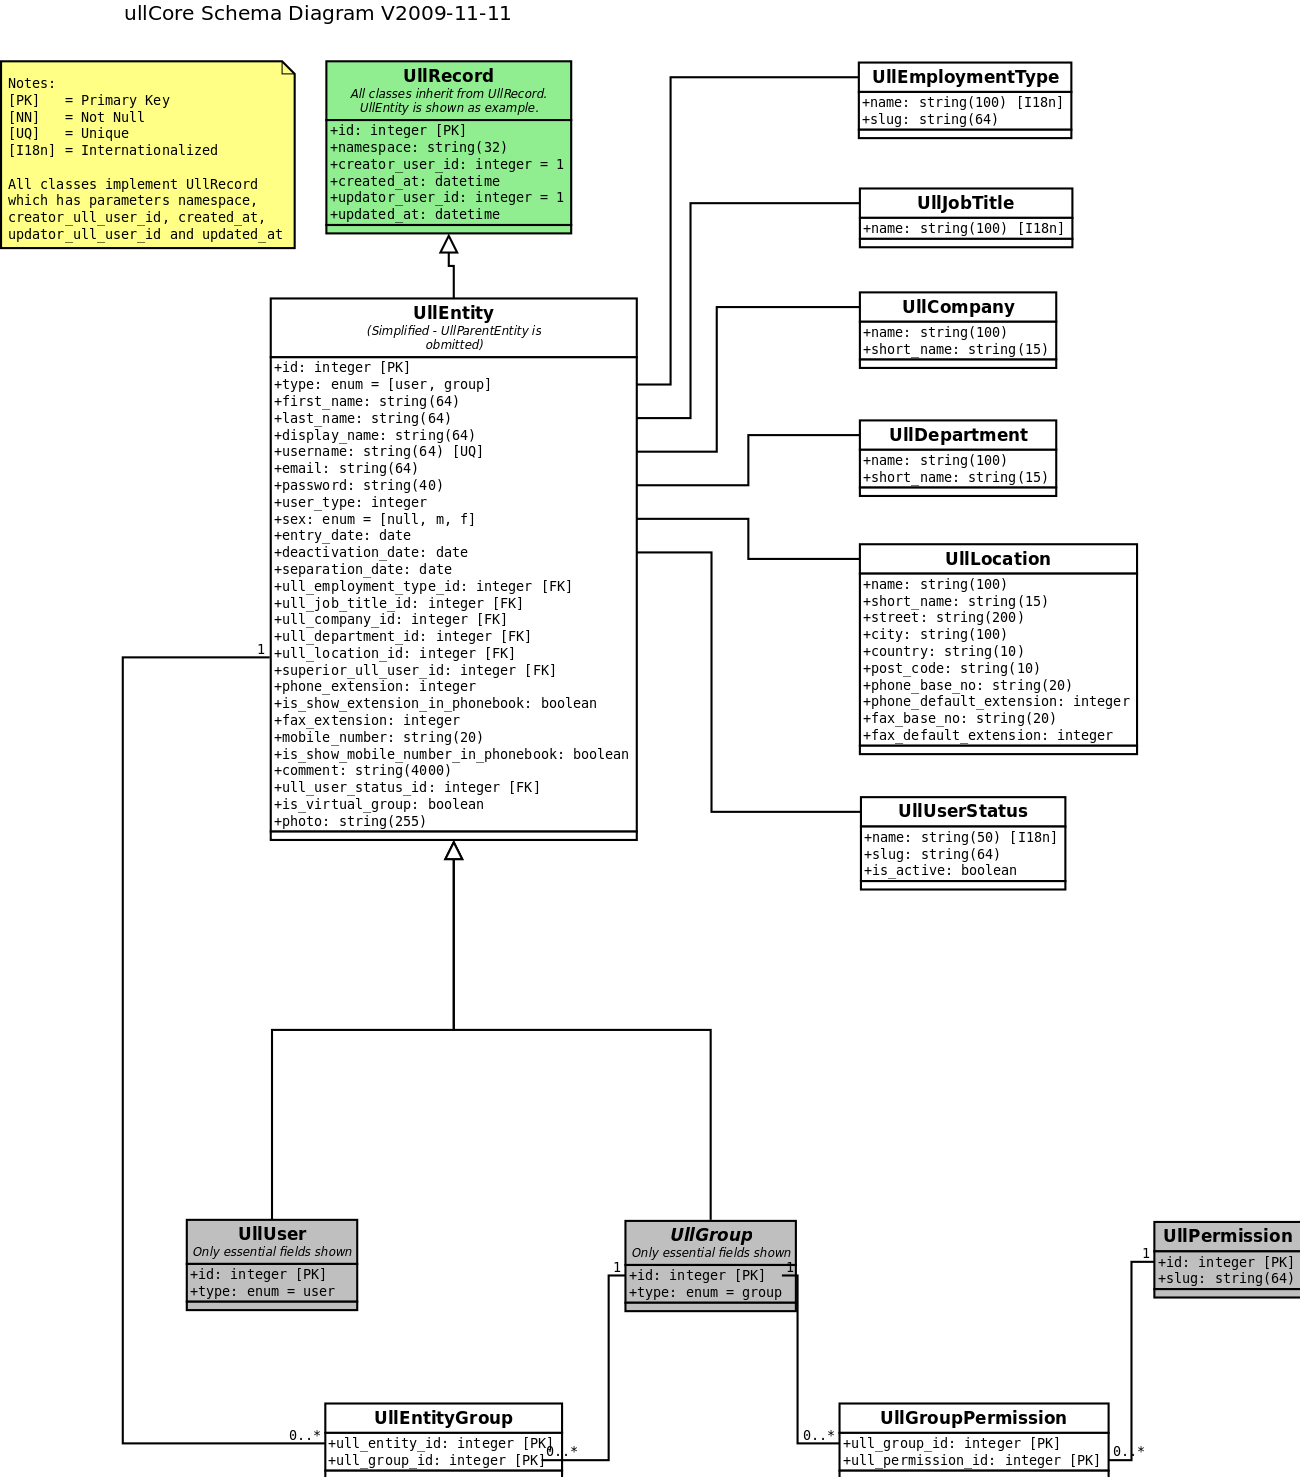 ullCore Schema Diagram V2009-11-11
Notes:
[PK] = Primary Key
[NN] = Not Null
[UQ] = Unique
[I18n] = Internationalized
All classes implement UllRecord
which has parameters namespace,
creator_ull_user_id, created_at,
updator_ull_user_id and updated_at
UllRecord
All classes inherit from UllRecord.
UllEntity is shown as example.
+id: integer [PK]
+namespace: string(32)
+creator_user_id: integer = 1
+created_at: datetime
+updator_user_id: integer = 1
+updated_at: datetime
UllEntity
(Simplified - UllParentEntity is
obmitted)
+id: integer [PK]
+type: enum = [user, group]
+first_name: string(64)
+last_name: string(64)
+display_name: string(64)
+username: string(64) [UQ]
+email: string(64)
+password: string(40)
+user_type: integer
+sex: enum = [null, m, f]
+entry_date: date
+deactivation_date: date
+separation_date: date
+ull_employment_type_id: integer [FK]
+ull_job_title_id: integer [FK]
+ull_company_id: integer [FK]
+ull_department_id: integer [FK]
+ull_location_id: integer [FK]
+superior_ull_user_id: integer [FK]
+phone_extension: integer
+is_show_extension_in_phonebook: boolean
+fax_extension: integer
+mobile_number: string(20)
+is_show_mobile_number_in_phonebook: boolean
+comment: string(4000)
+ull_user_status_id: integer [FK]
+is_virtual_group: boolean
+photo: string(255)
1
UllEmploymentType
+name: string(100) [I18n]
+slug: string(64)
UllJobTitle
+name: string(100) [I18n]
UllCompany
+name: string(100)
+short_name: string(15)
UllDepartment
+name: string(100)
+short_name: string(15)
UllLocation
+name: string(100)
+short_name: string(15)
+street: string(200)
+city: string(100)
+country: string(10)
+post_code: string(10)
+phone_base_no: string(20)
+phone_default_extension: integer
+fax_base_no: string(20)
+fax_default_extension: integer
UllUserStatus
+name: string(50) [I18n]
+slug: string(64)
+is_active: boolean
UllUser
Only essential fields shown
+id: integer [PK]
+type: enum = user
UllGroup
Only essential fields shown
+id: integer [PK]
+type: enum = group
1
1
UllPermission
+id: integer [PK]
+slug: string(64)
1
UllEntityGroup
+ull_entity_id: integer [PK]
+ull_group_id: integer [PK]
0..*
0..*
UllGroupPermission
+ull_group_id: integer [PK]
+ull_permission_id: integer [PK]
0..*
0..*